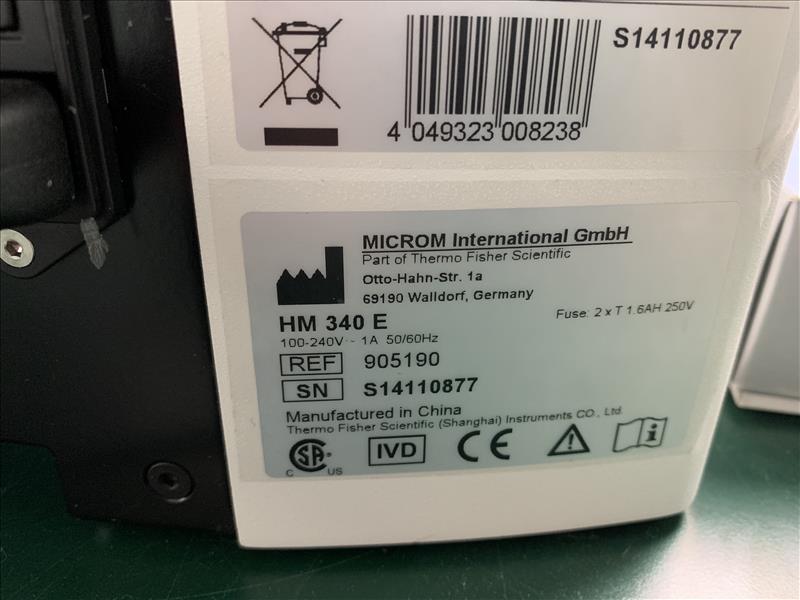 S14110877
4 049323 008238
MICROM International GmbH
Part of Thermo Fisher Scientific
Otto-Hahn-Str. 1a
69190 Walldorf, Germany
HM 340 E
Fuse: 2 x T 1.6AH 250V
100-240V ~ 1A 50/60Hz
REF 905190
SN S14110877
Manufactured in China
Thermo Fisher Scientific (Shanghai) Instruments CO., Ltd.
C SA US IVD CE i